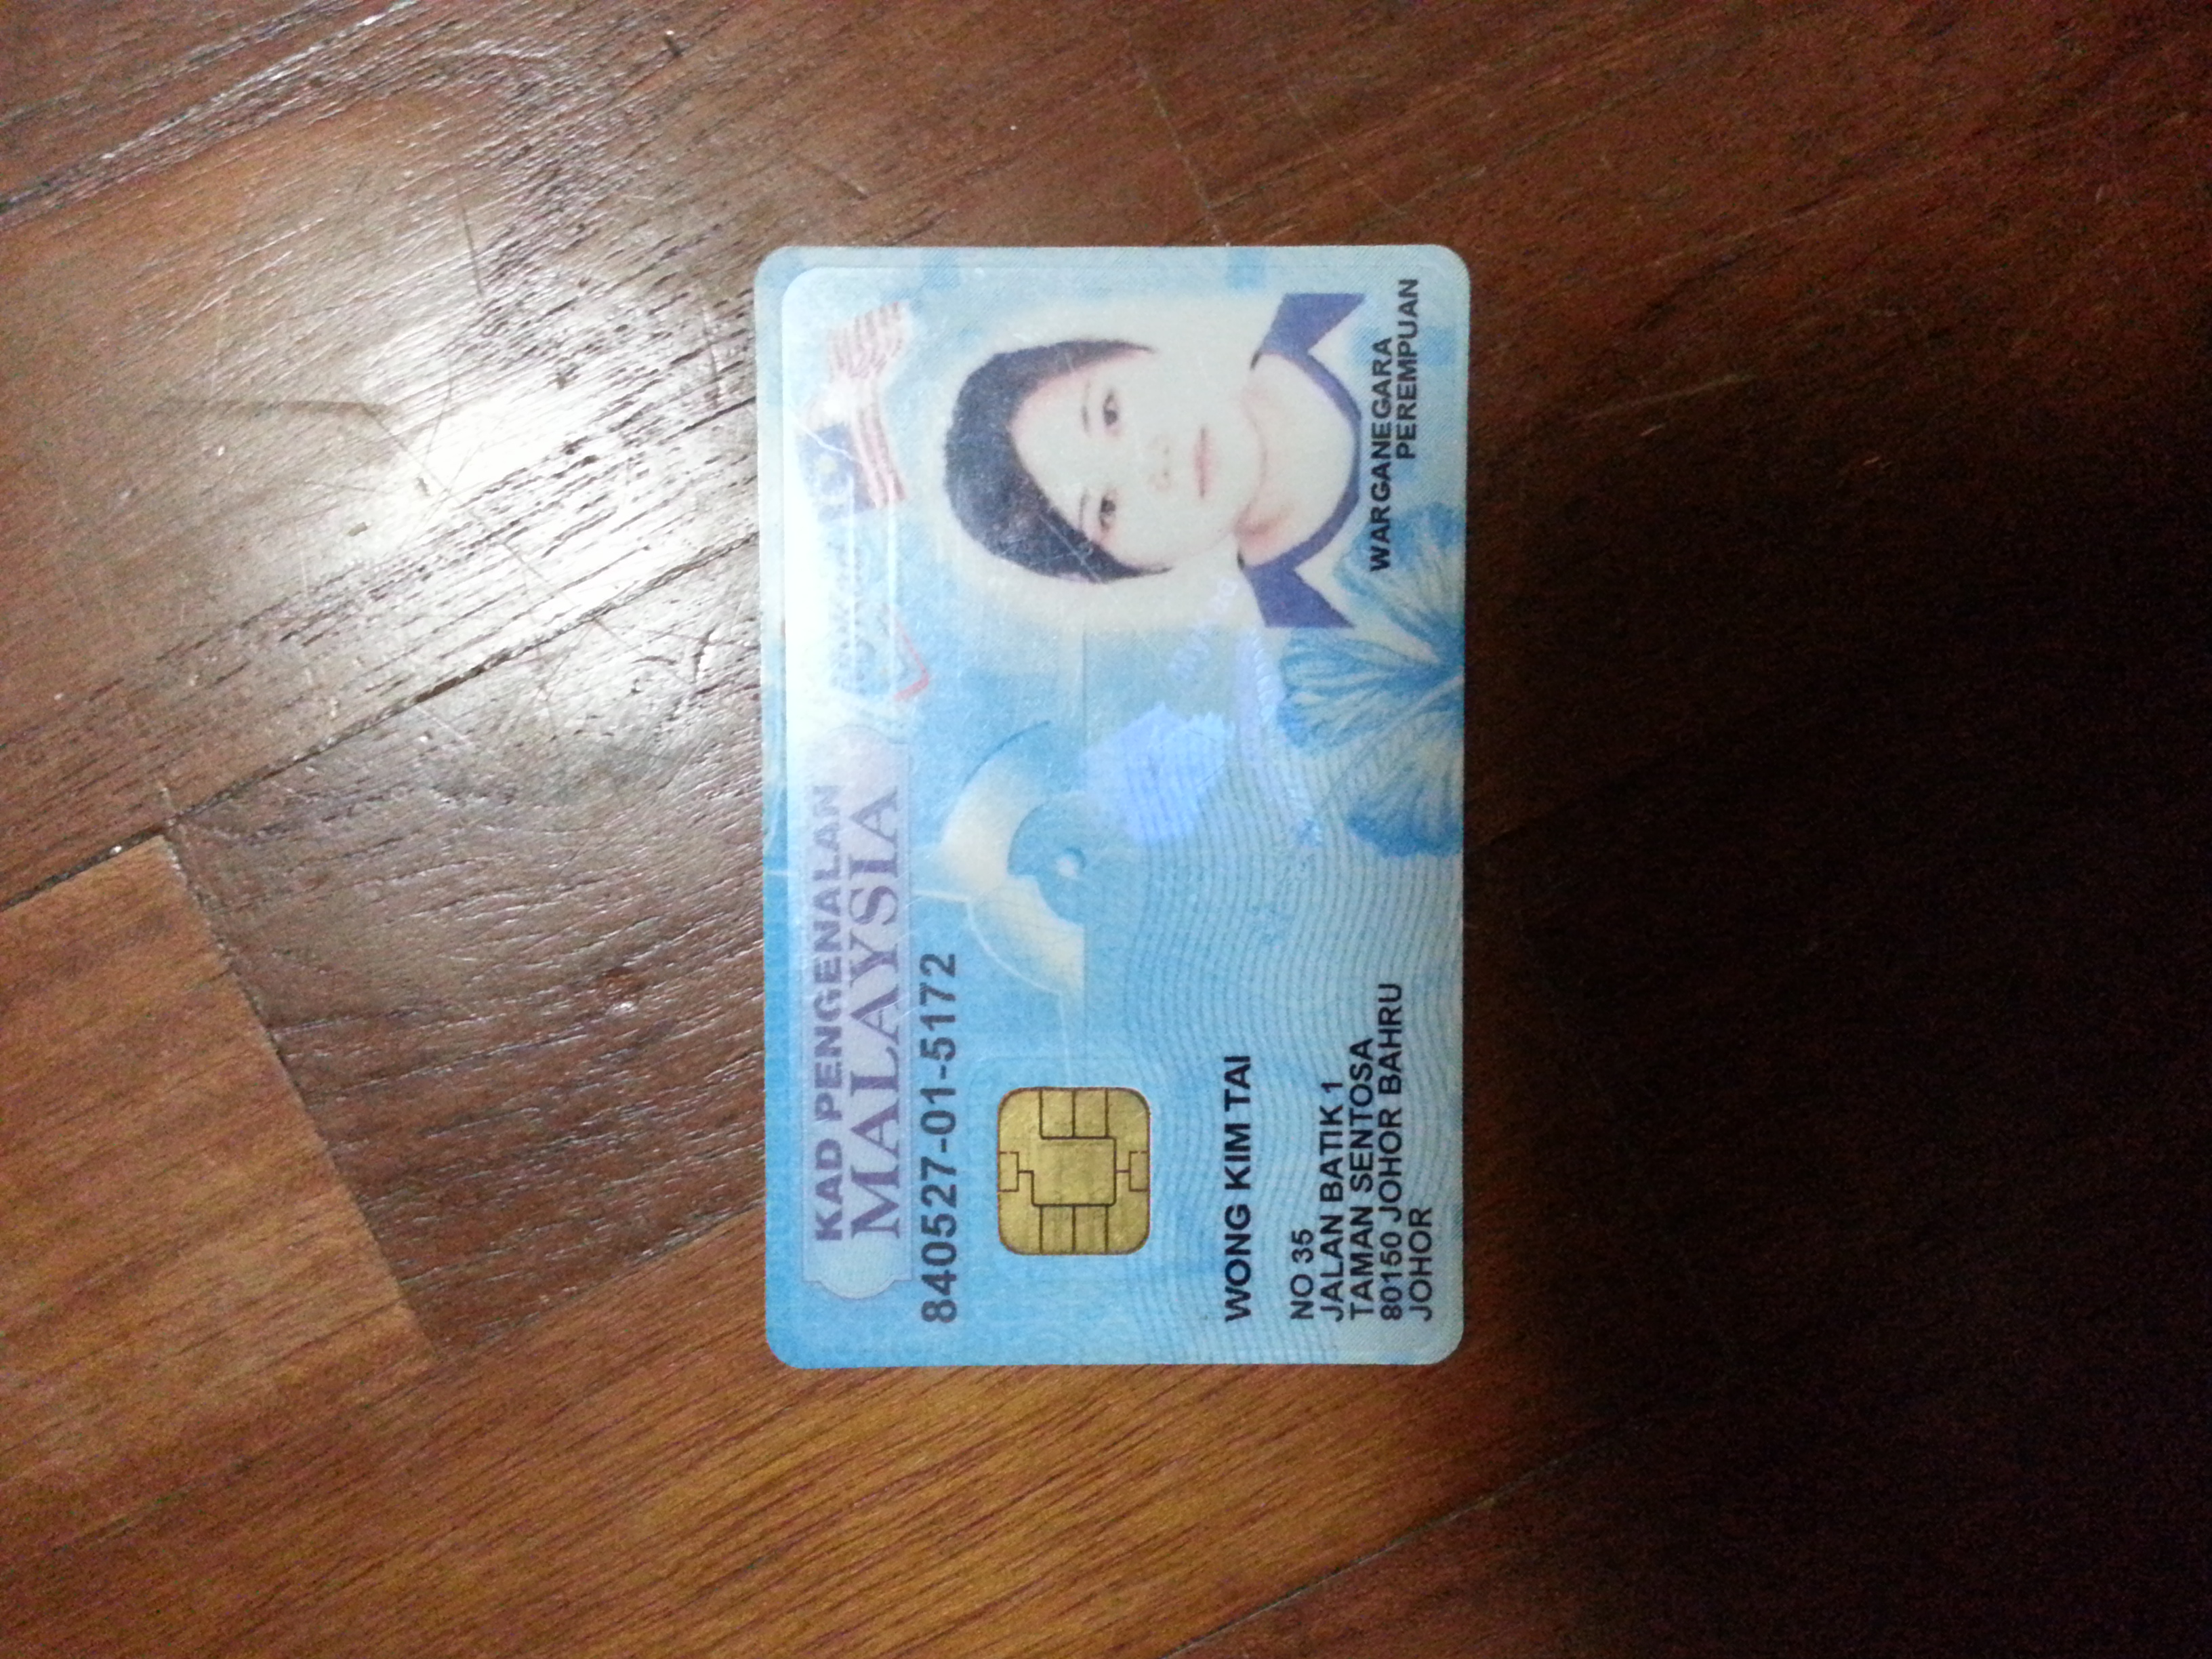 KAD PENGENALAN
MALAYSIA
840527-01-5172
WONG KIM TAI
NO 35
JALAN BATIK 1
TAMAN SENTOSA
80150 JOHOR BAHRU
JOHOR
WARGANEGARA
PEREMPUAN